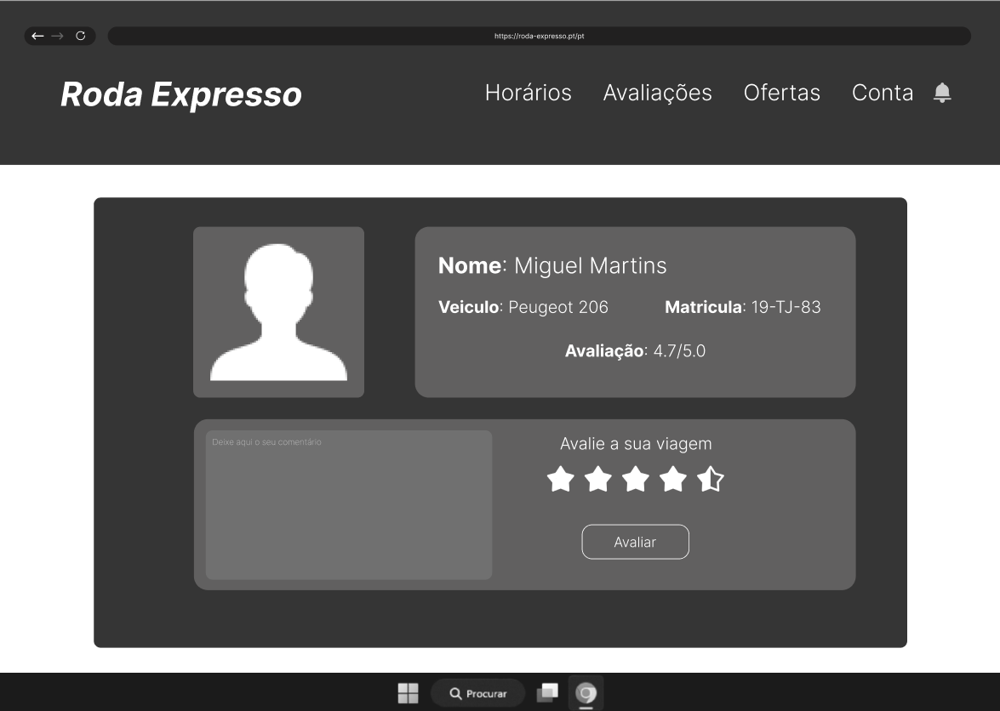 https://roda-expresso.pt/pt
Roda Expresso
Horários Avaliações Ofertas Conta
Nome: Miguel Martins
Veiculo: Peugeot 206 Matricula: 19-TJ-83
Avaliação: 4.7/5.0
Deixe aqui o seu comentário
Avalie a sua viagem
Avaliar
Procurar